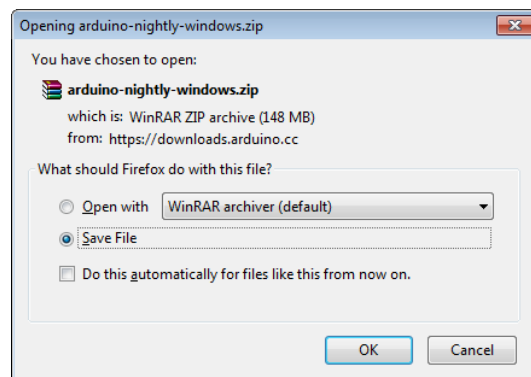 Opening arduino-nightly-windows.zip
You have chosen to open:
arduino-nightly-windows.zip
which is: WinRAR ZIP archive (148 MB)
from: https://downloads.arduino.cc
What should Firefox do with this file?
Open with WinRAR archiver (default)
Save File
Do this automatically for files like this from now on.
OK Cancel